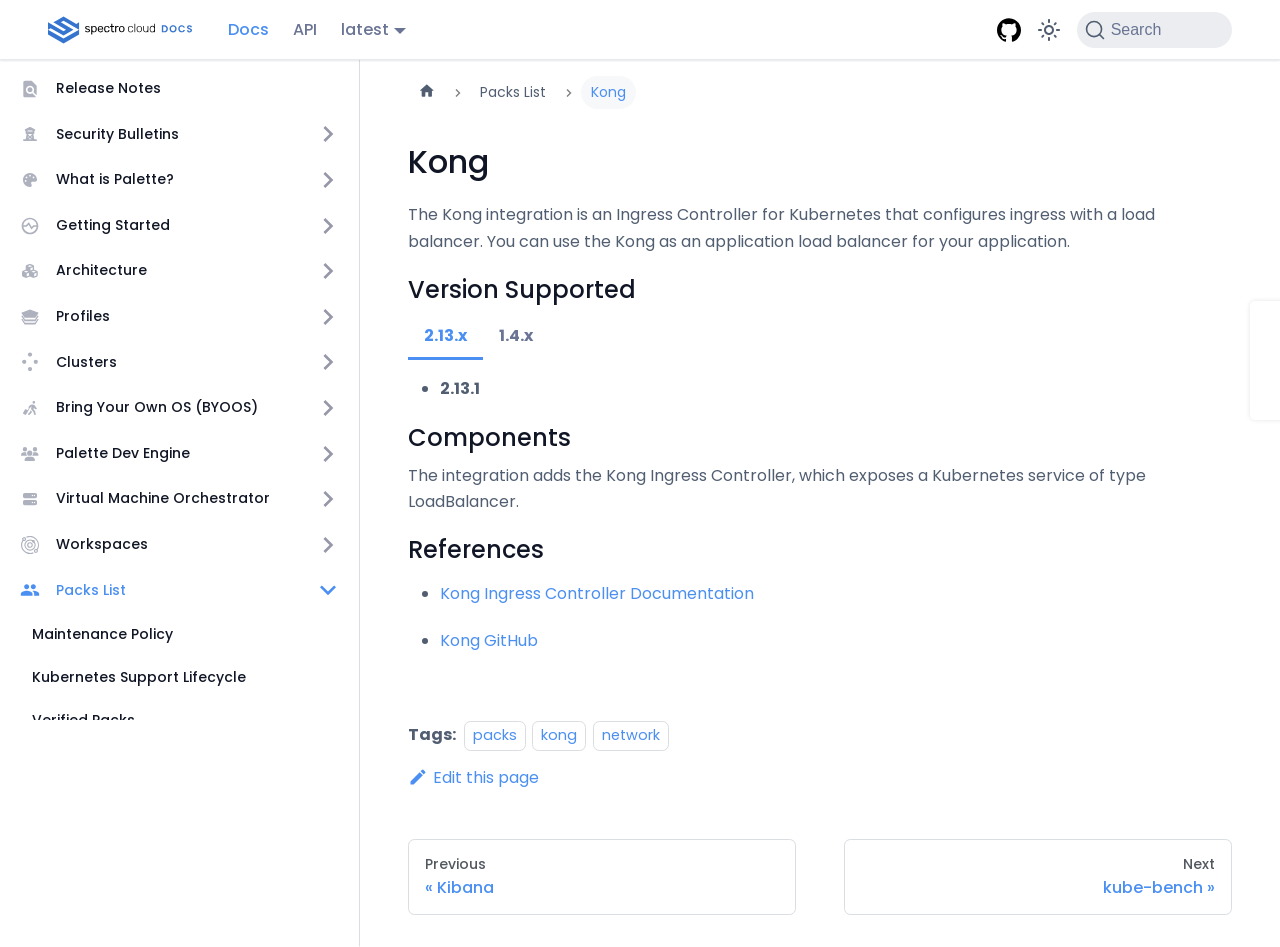 spectro cloud DOCS
Docs
API
latest
Search
Release Notes
Security Bulletins
What is Palette?
Getting Started
Architecture
Profiles
Clusters
Bring Your Own OS (BYOOS)
Palette Dev Engine
Virtual Machine Orchestrator
Workspaces
Packs List
Maintenance Policy
Kubernetes Support Lifecycle
Verified Packs
Packs List
Kong
Kong
The Kong integration is an Ingress Controller for Kubernetes that configures ingress with a load
balancer. You can use the Kong as an application load balancer for your application.
Version Supported
2.13.x
1.4.x
2.13.1
Components
The integration adds the Kong Ingress Controller, which exposes a Kubernetes service of type
LoadBalancer.
References
Kong Ingress Controller Documentation
Kong GitHub
Tags: packs kong network
Edit this page
Previous
« Kibana
Next
kube-bench »